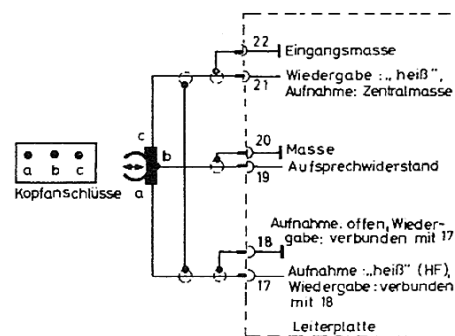 22
Eingangsmasse
21
Wiedergabe: „heiß",
Aufnahme: Zentralmasse
c
20
Masse
b
19
Aufsprechwiderstand
a b c
Kopfanschlüsse
a
Aufnahme: offen, Wieder-
gabe: verbunden mit 17
18
17
Aufnahme: „heiß" (HF),
Wiedergabe: verbunden
mit 18
Leiterplatte